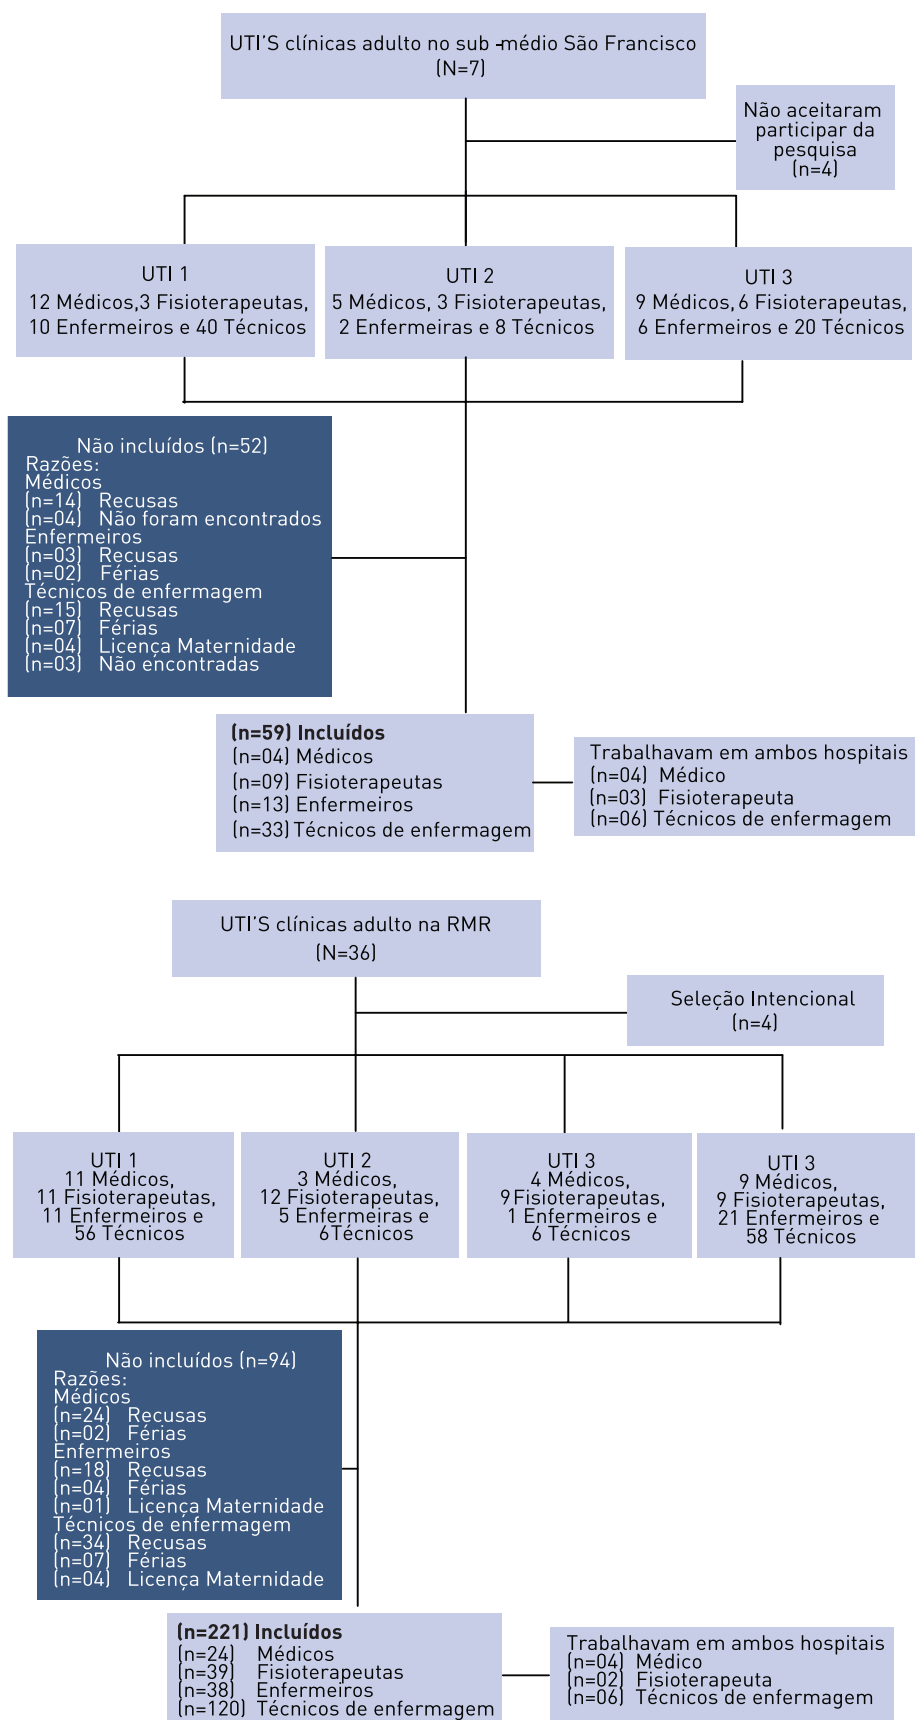 UTI'S clínicas adulto no sub -médio São Francisco
(N=7)
Não aceitaram
participar da
pesquisa
(n=4)
UTI 1
12 Médicos,3 Fisioterapeutas,
10 Enfermeiros e 40 Técnicos
UTI 2
5 Médicos, 3 Fisioterapeutas,
2 Enfermeiras e 8 Técnicos
UTI 3
9 Médicos, 6 Fisioterapeutas,
6 Enfermeiros e 20 Técnicos
Não incluídos (n=52)
Razões:
Médicos
(n=14) Recusas
(n=04) Não foram encontrados
Enfermeiros
(n=03) Recusas
(n=02) Férias
Técnicos de enfermagem
(n=15) Recusas
(n=07) Férias
(n=04) Licença Maternidade
(n=03) Não encontradas
(n=59) Incluídos
(n=04) Médicos
(n=09) Fisioterapeutas
(n=13) Enfermeiros
(n=33) Técnicos de enfermagem
Trabalhavam em ambos hospitais
(n=04) Médico
(n=03) Fisioterapeuta
(n=06) Técnicos de enfermagem
UTI'S clínicas adulto na RMR
(N=36)
Seleção Intencional
(n=4)
UTI 1
11 Médicos,
11 Fisioterapeutas,
11 Enfermeiros e
56 Técnicos
UTI 2
3 Médicos,
12 Fisioterapeutas,
5 Enfermeiras e
6Técnicos
UTI 3
4 Médicos,
9Fisioterapeutas,
1 Enfermeiros e
6 Técnicos
UTI 3
9 Médicos,
9 Fisioterapeutas,
21 Enfermeiros e
58 Técnicos
Não incluídos (n=94)
Razões:
Médicos
(n=24) Recusas
(n=02) Férias
Enfermeiros
(n=18) Recusas
(n=04) Férias
(n=01) Licença Maternidade
Técnicos de enfermagem
(n=34) Recusas
(n=07) Férias
(n=04) Licença Maternidade
(n=221) Incluídos
(n=24) Médicos
(n=39) Fisioterapeutas
(n=38) Enfermeiros
(n=120) Técnicos de enfermagem
Trabalhavam em ambos hospitais
(n=04) Médico
(n=02) Fisioterapeuta
(n=06) Técnicos de enfermagem